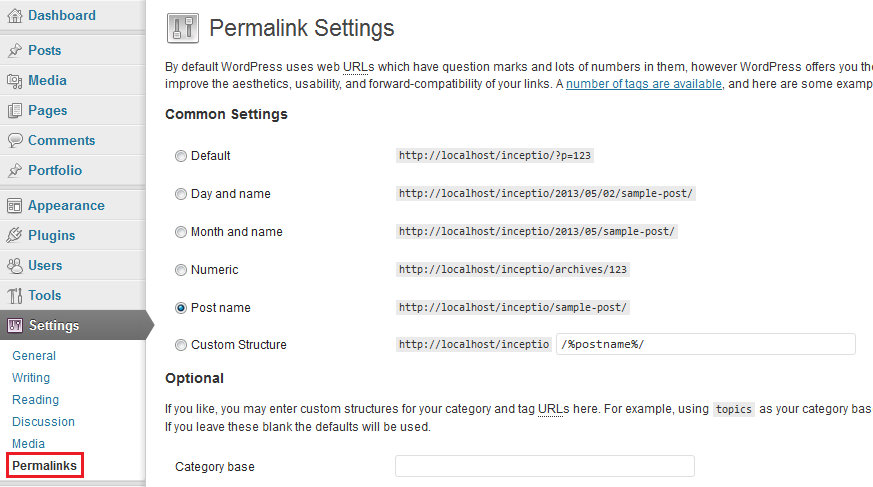 Dashboard
Posts
Media
Pages
Comments
Portfolio
Appearance
Plugins
Users
Tools
Settings
General
Writing
Reading
Discussion
Media
Permalinks
Permalink Settings
By default WordPress uses web URLs which have question marks and lots of numbers in them, however WordPress offers you the
improve the aesthetics, usability, and forward-compatibility of your links. A number of tags are available, and here are some examp
Common Settings
Default http://localhost/inceptio/?p=123
Day and name http://localhost/inceptio/2013/05/02/sample-post/
Month and name http://localhost/inceptio/2013/05/sample-post/
Numeric http://localhost/inceptio/archives/123
Post name http://localhost/inceptio/sample-post/
Custom Structure http://localhost/inceptio /%postname%/
Optional
If you like, you may enter custom structures for your category and tag URLs here. For example, using topics as your category bas
If you leave these blank the defaults will be used.
Category base